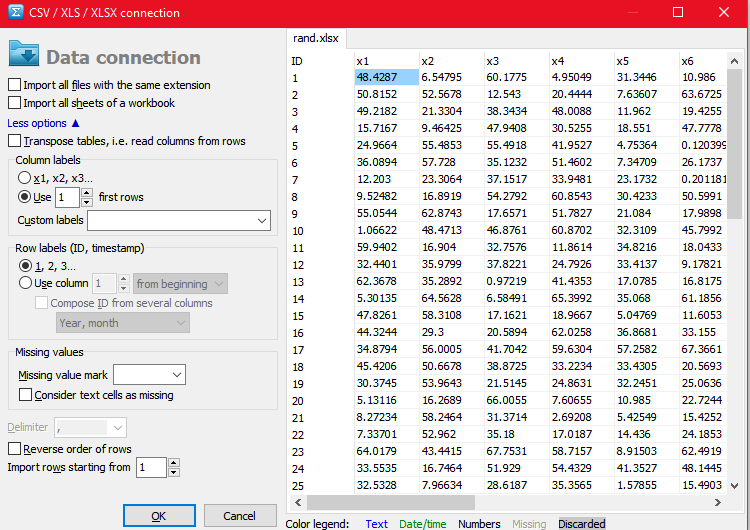 CSV / XLS / XLSX connection
Data connection
Import all files with the same extension
Import all sheets of a workbook
Less options ▲
Transpose tables, i.e. read columns from rows
Column labels
x1, x2, x3...
Use 1 first rows
Custom labels
Row labels (ID, timestamp)
1, 2, 3...
Use column 1 from beginning
Compose ID from several columns
Year, month
Missing values
Missing value mark
Consider text cells as missing
Delimiter ,
Reverse order of rows
Import rows starting from 1
OK Cancel
rand.xlsx
ID x1 x2 x3 x4 x5 x6
1 48.4287 6.54795 60.1775 4.95049 31.3446 10.986
2 50.8152 52.5678 12.543 20.4444 7.63607 63.6725
3 49.2182 21.3304 38.3434 48.0088 11.962 19.4255
4 15.7167 9.46425 47.9408 30.5255 18.551 47.7778
5 24.9664 55.4853 55.4918 41.9527 4.75364 0.120399
6 36.0894 57.728 35.1232 51.4602 7.34709 26.1737
7 12.203 23.3064 37.1517 33.9481 23.1732 0.201181
8 9.52482 16.8919 54.2792 60.8543 30.4233 50.5991
9 55.0544 62.8743 17.6571 51.7827 21.084 17.9898
10 1.06622 48.4713 46.8761 60.8702 32.3109 45.7992
11 59.9402 16.904 32.7576 11.8614 34.8216 18.0433
12 32.4401 35.9799 37.8221 24.7926 33.4137 9.17821
13 62.3678 35.2892 0.97219 41.4353 17.0785 16.8175
14 5.30135 64.5628 6.58491 65.3992 35.068 61.1856
15 47.8261 58.3108 17.1621 18.9667 5.04769 11.6053
16 44.3244 29.3 20.5894 62.0258 36.8681 33.155
17 34.8794 56.0005 41.7042 59.6304 57.2582 67.3661
18 45.4206 50.6678 38.8725 33.2234 33.4305 20.5693
19 30.3745 53.9643 21.5145 24.8631 32.2451 25.0636
20 5.13116 16.2689 66.0055 7.60655 10.985 22.7244
21 8.27234 58.2464 31.3714 2.69208 5.42549 15.4252
22 7.33701 52.962 35.18 17.0187 14.436 24.1853
23 64.0179 43.4415 67.7531 58.7157 8.91503 62.4919
24 33.5535 16.7464 51.929 54.4329 41.3527 48.1445
25 32.5328 7.96634 28.6187 35.3565 1.57855 15.4903
Color legend: Text Date/time Numbers Missing Discarded